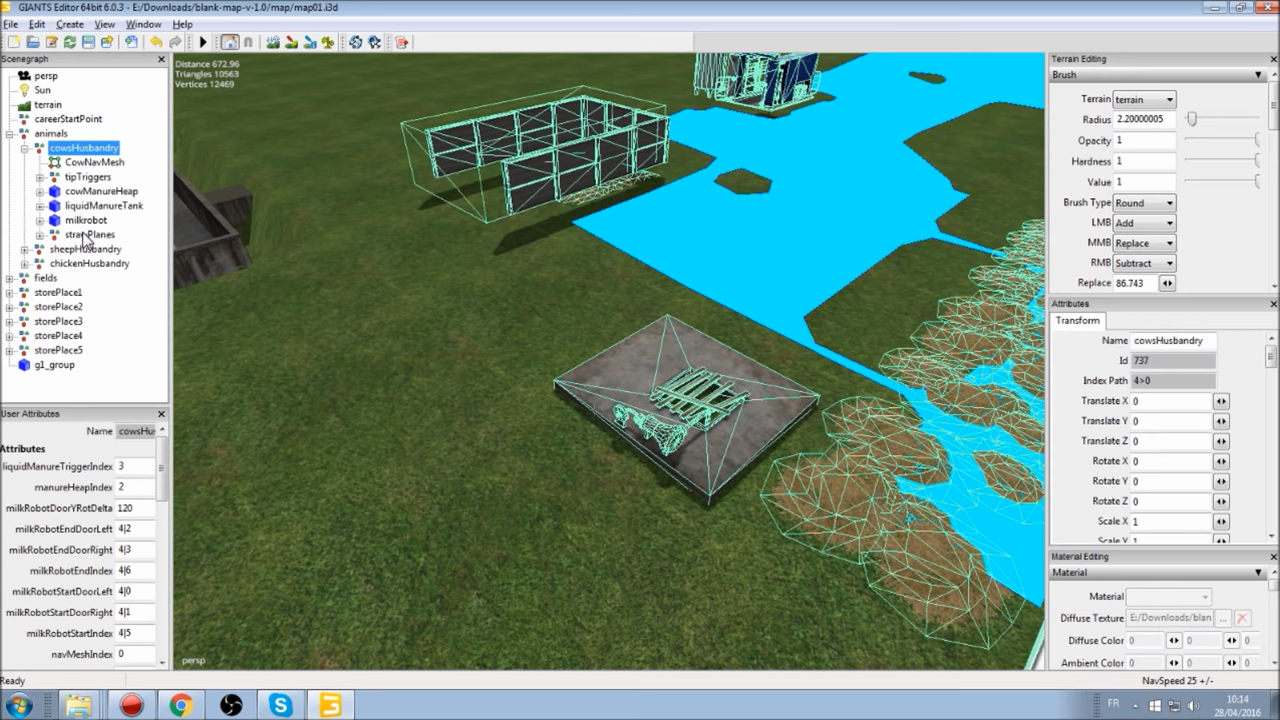 GIANTS Editor 64bit 6.0.3 - E:/Downloads/blank-map-v-1.0/map/map01.i3d
File Edit Create View Window Help
Scenegraph
persp
Sun
terrain
careerStartPoint
animals
cowsHusbandry
CowNavMesh
tipTriggers
cowManureHeap
liquidManureTank
milkrobot
strawPlanes
sheepHusbandry
chickenHusbandry
fields
storePlace1
storePlace2
storePlace3
storePlace4
storePlace5
g1_group
User Attributes
Name cowsHus
Attributes
liquidManureTriggerIndex 3
manureHeapIndex 2
milkRobotDoorYRotDelta 120
milkRobotEndDoorLeft 4|2
milkRobotEndDoorRight 4|3
milkRobotEndIndex 4|6
milkRobotStartDoorLeft 4|0
milkRobotStartDoorRight 4|1
milkRobotStartIndex 4|5
navMeshIndex 0
Distance 672.96
Triangles 10563
Vertices 12469
persp
Terrain Editing
Brush
Terrain terrain
Radius 2.20000005
Opacity 1
Hardness 1
Value 1
Brush Type Round
LMB Add
MMB Replace
RMB Subtract
Replace 86.743
Attributes
Transform
Name cowsHusbandry
Id 737
Index Path 4>0
Translate X 0
Translate Y 0
Translate Z 0
Rotate X 0
Rotate Y 0
Rotate Z 0
Scale X 1
Scale Y 1
Material Editing
Material
Material
Diffuse Texture E:/Downloads/blan ...
Diffuse Color 0 0 0
Ambient Color 0 0 0
Ready
NavSpeed 25 +/-
FR
10:14
28/04/2016